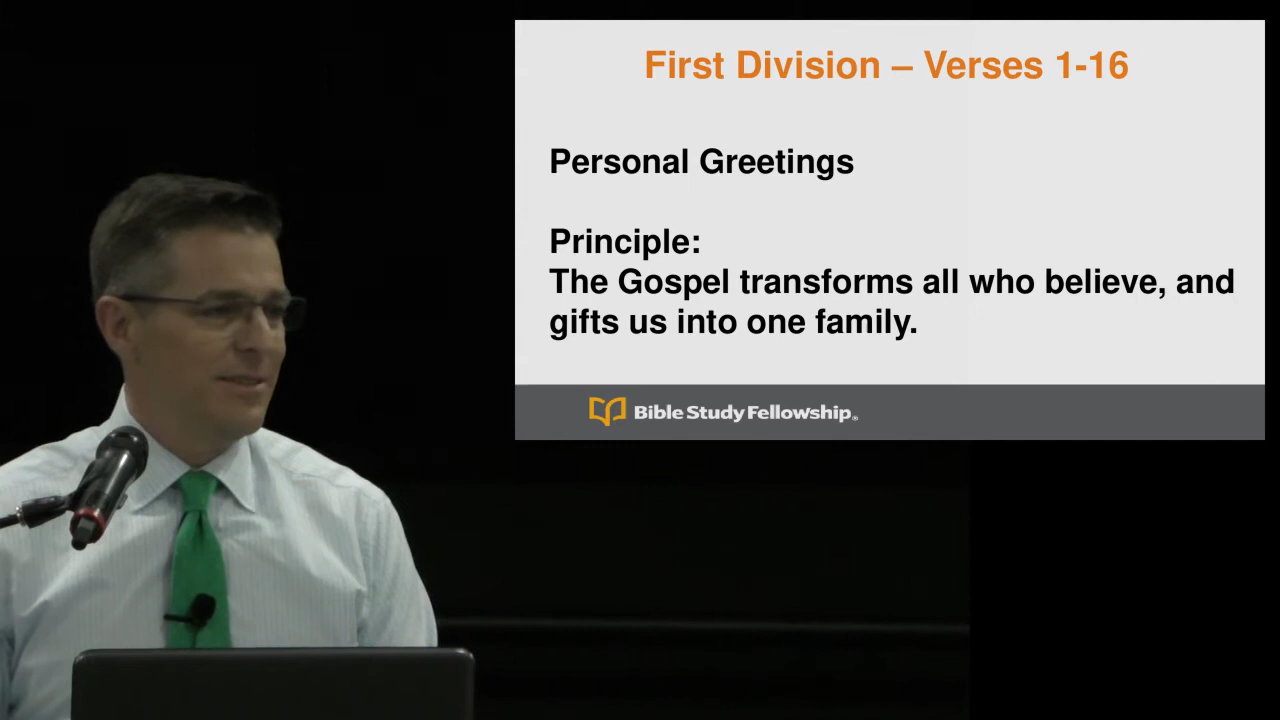 First Division – Verses 1-16
Personal Greetings
Principle:
The Gospel transforms all who believe, and
gifts us into one family.
Bible Study Fellowship®